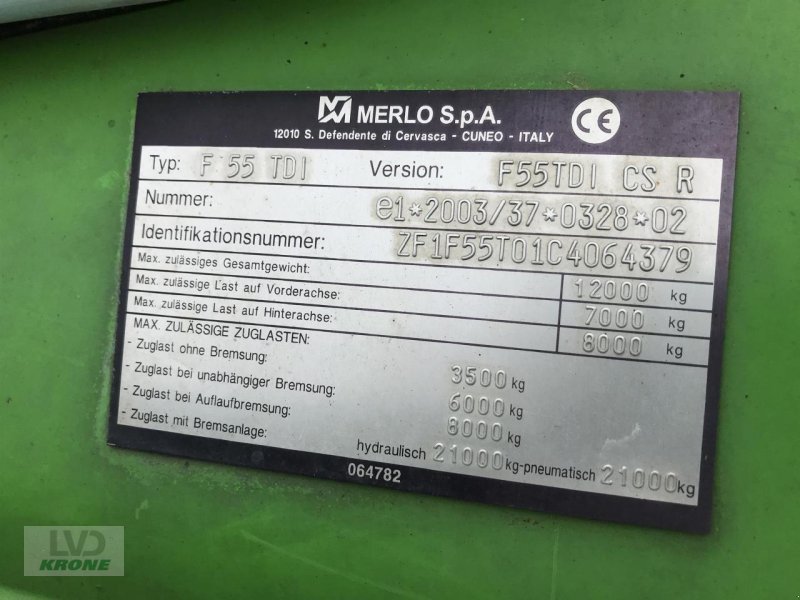 MERLO S.p.A. CE
12010 S. Defendente di Cervasca - CUNEO - ITALY
Typ: F 55 TDI Version: F55TDI CS R
Nummer: e1*2003/37*0328*02
Identifikationsnummer: ZF1F55T01C4064379
Max. zulässiges Gesamtgewicht: 12000 kg
Max. zulässige Last auf Vorderachse: 7000 kg
Max. zulässige Last auf Hinterachse: 8000 kg
MAX. ZULÄSSIGE ZUGLASTEN:
- Zuglast ohne Bremsung: 3500 kg
- Zuglast bei unabhängiger Bremsung: 6000 kg
- Zuglast bei Auflaufbremsung: 8000 kg
- Zuglast mit Bremsanlage: hydraulisch 21000 kg-pneumatisch 21000 kg
064782
LVD
KRONE